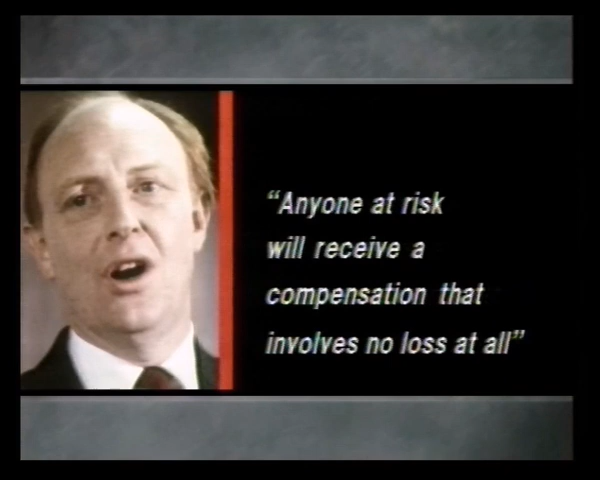 “Anyone at risk
will receive a
compensation that
involves no loss at all”